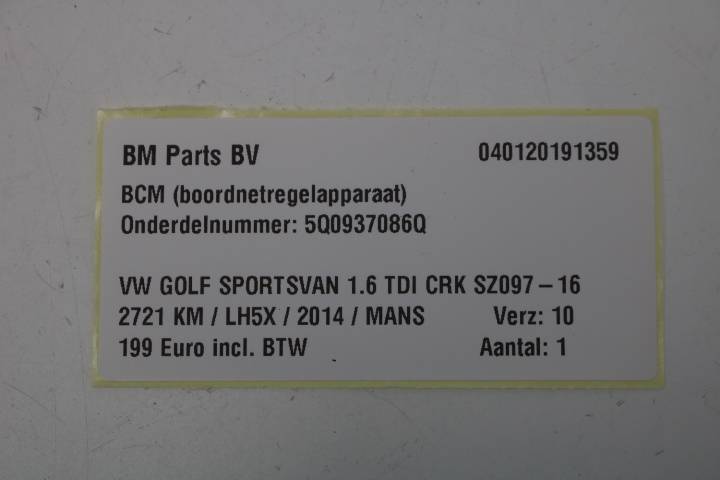 BM Parts BV 040120191359
BCM (boordnetregelapparaat)
Onderdelnummer: 5Q0937086Q
VW GOLF SPORTSVAN 1.6 TDI CRK SZ097-16
2721 KM / LH5X / 2014 / MANS Verz: 10
199 Euro incl. BTW Aantal: 1